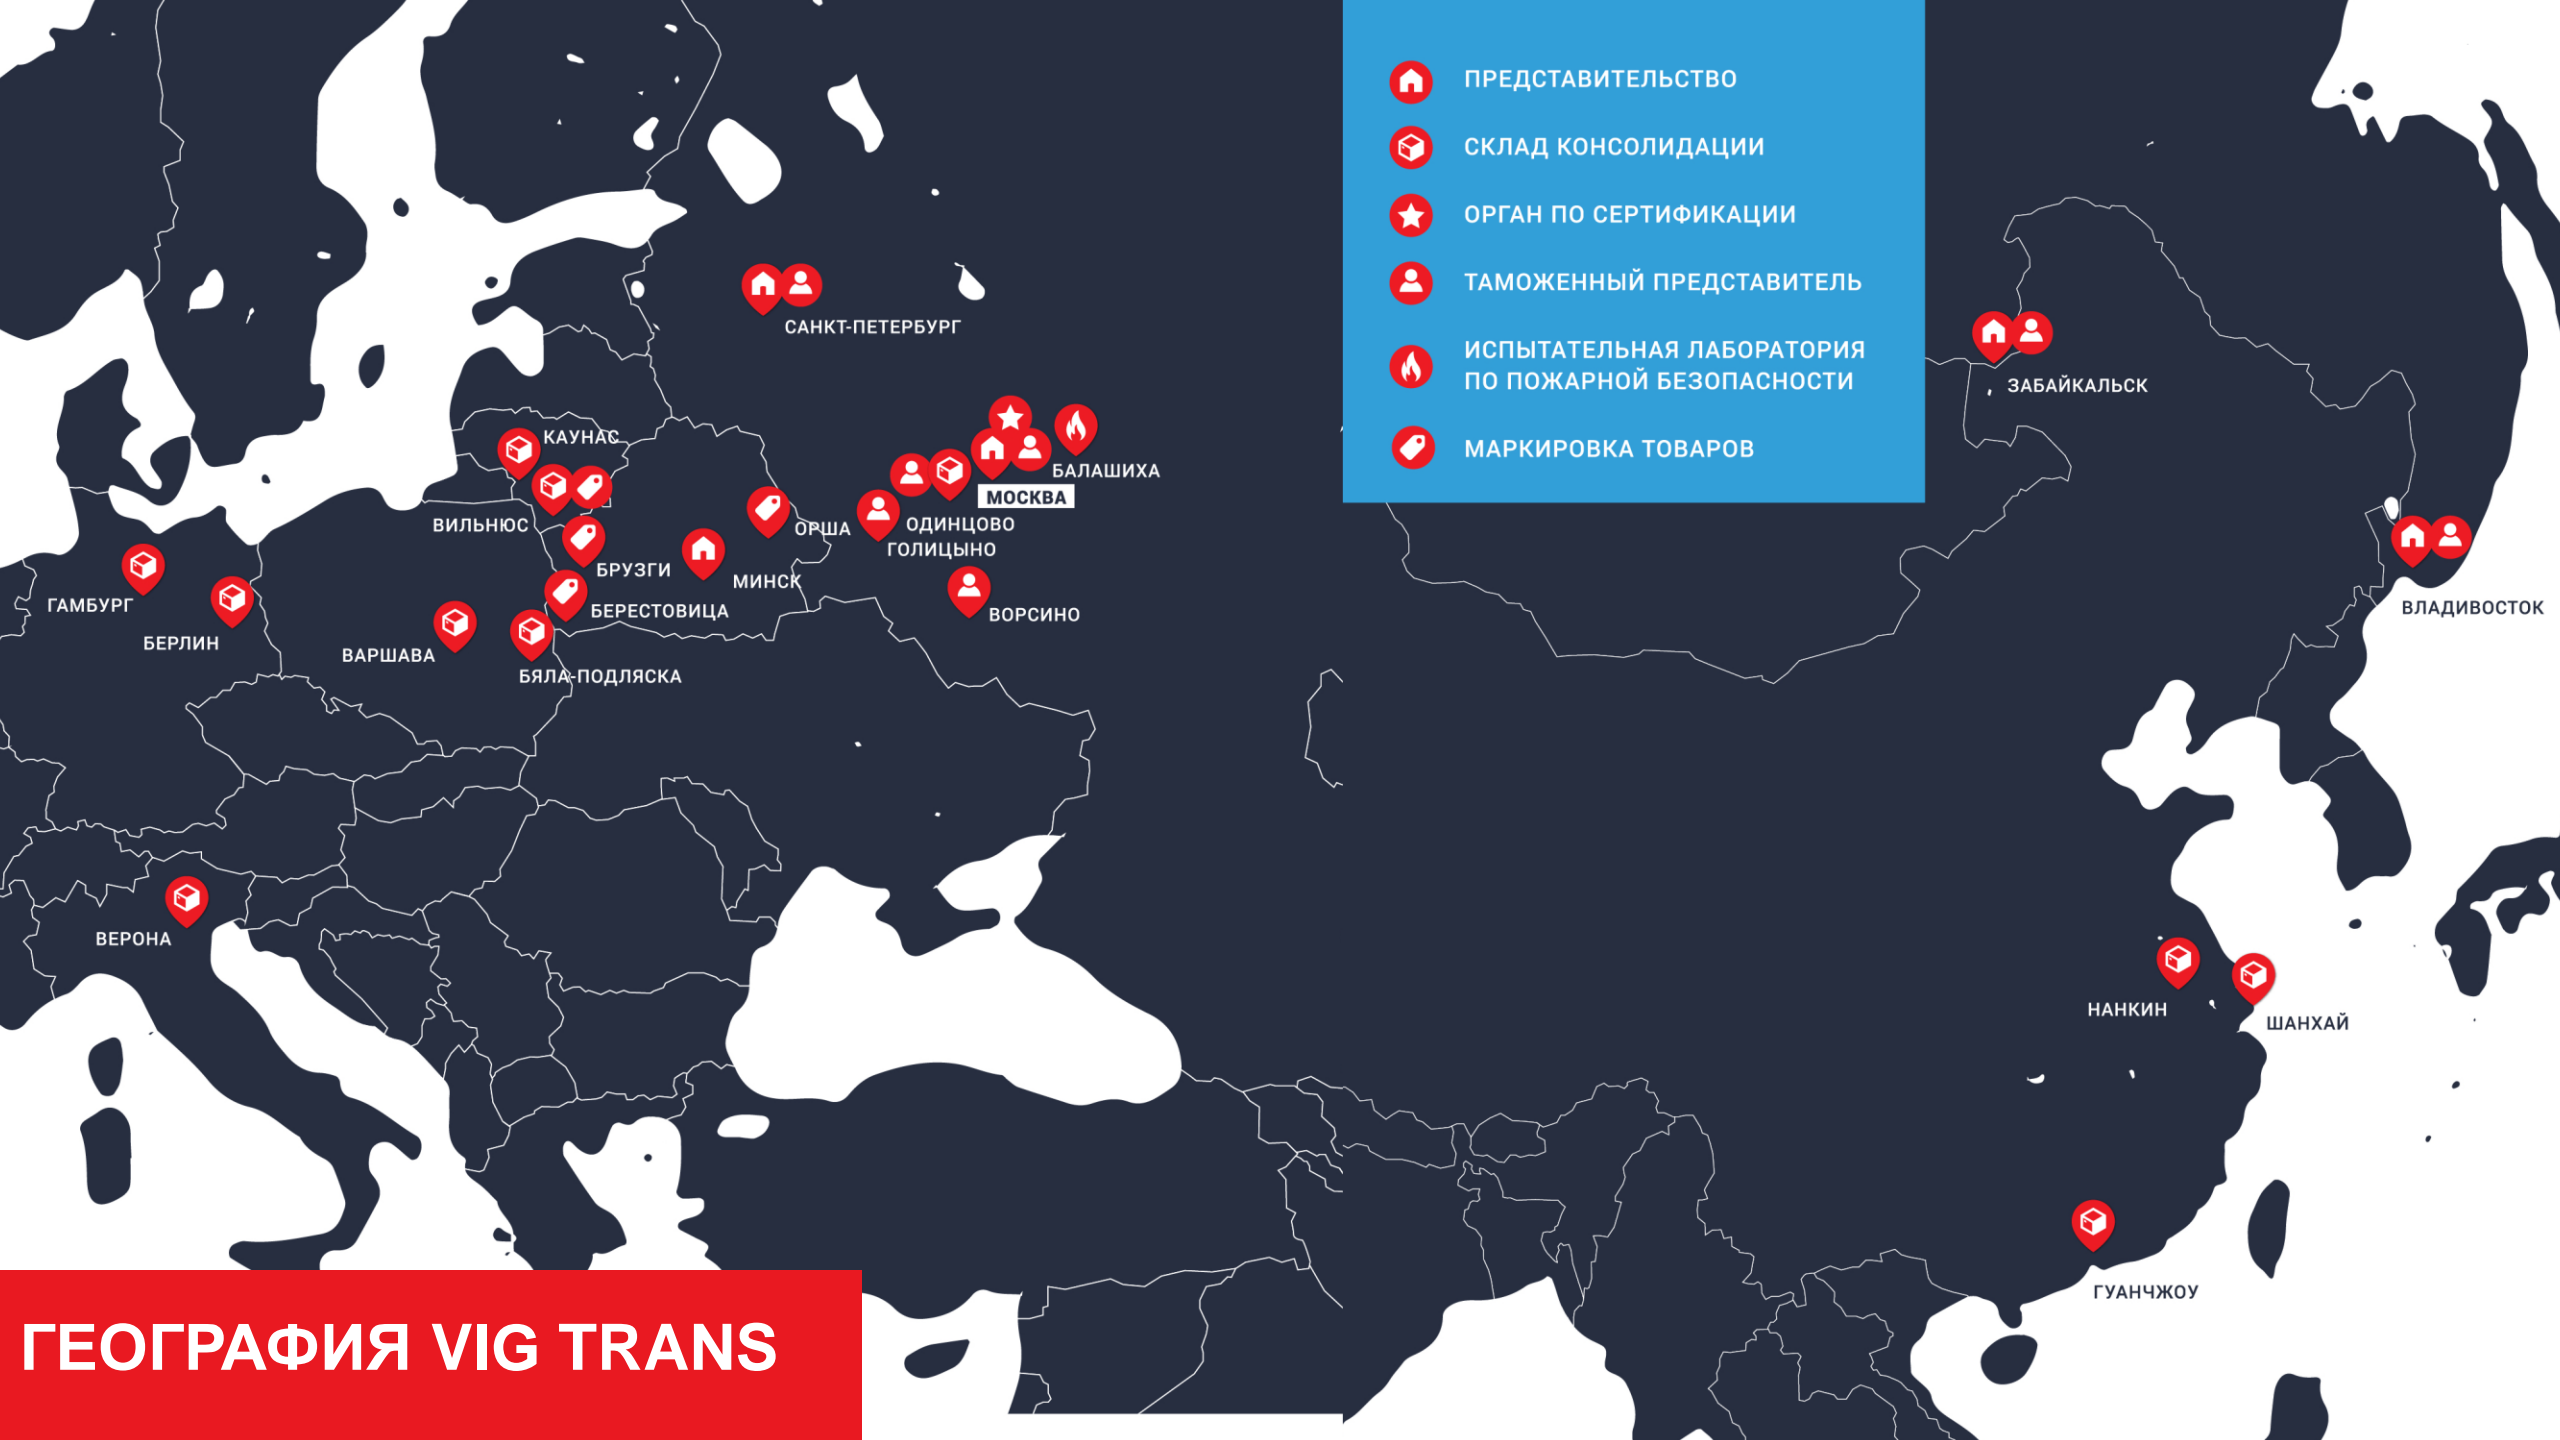 ПРЕДСТАВИТЕЛЬСТВО
СКЛАД КОНСОЛИДАЦИИ
ОРГАН ПО СЕРТИФИКАЦИИ
ТАМОЖЕННЫЙ ПРЕДСТАВИТЕЛЬ
ИСПЫТАТЕЛЬНАЯ ЛАБОРАТОРИЯ
ПО ПОЖАРНОЙ БЕЗОПАСНОСТИ
МАРКИРОВКА ТОВАРОВ
САНКТ-ПЕТЕРБУРГ
ЗАБАЙКАЛЬСК
КАУНАС
БАЛАШИХА
МОСКВА
ВИЛЬНЮС
ОРША
ОДИНЦОВО
ГОЛИЦЫНО
БРУЗГИ
МИНСК
ГАМБУРГ
БЕРЕСТОВИЦА
ВОРСИНО
ВЛАДИВОСТОК
БЕРЛИН
ВАРШАВА
БЯЛА-ПОДЛЯСКА
ВЕРОНА
НАНКИН
ШАНХАЙ
ГУАНЧЖОУ
ГЕОГРАФИЯ VIG TRANS